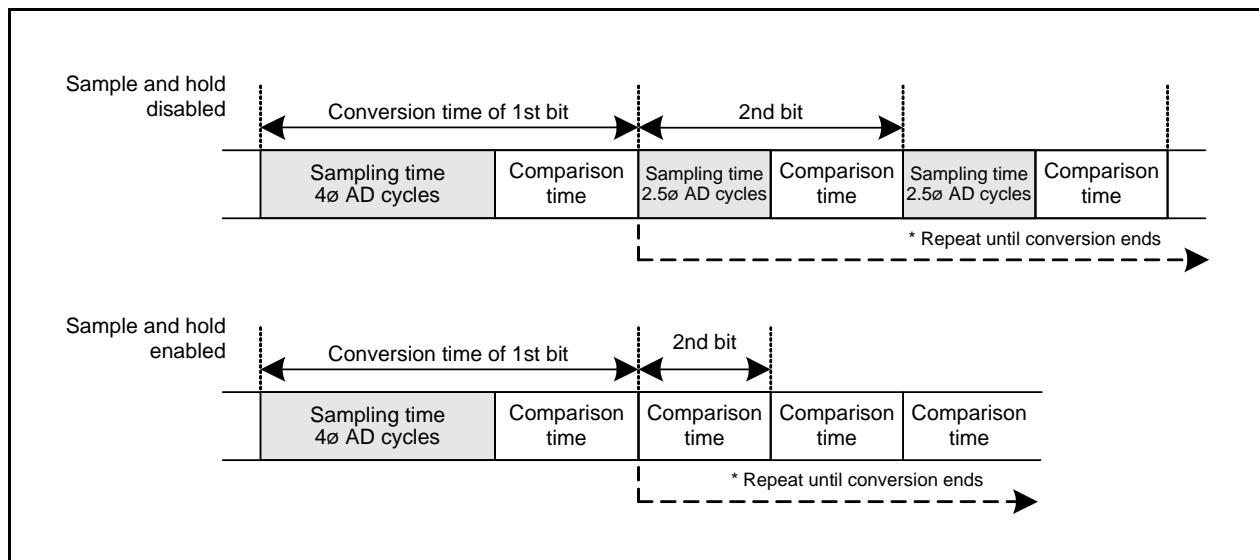 Sample and hold
disabled
Conversion time of 1st bit
2nd bit
Sampling time
4ø AD cycles
Comparison
time
Sampling time
2.5ø AD cycles
Comparison
time
Sampling time
2.5ø AD cycles
Comparison
time
* Repeat until conversion ends
Sample and hold
enabled
Conversion time of 1st bit
2nd bit
Sampling time
4ø AD cycles
Comparison
time
Comparison
time
Comparison
time
Comparison
time
* Repeat until conversion ends